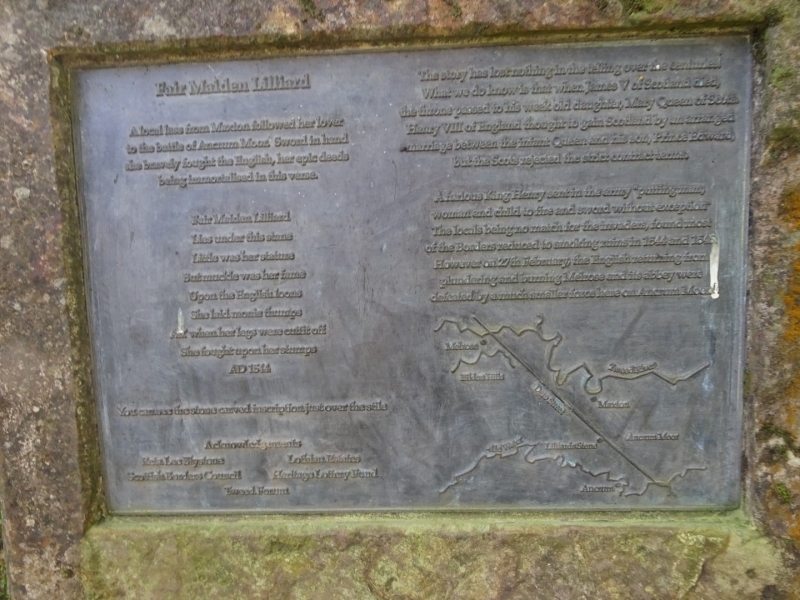 Fair Maiden Lilliard
A local lass from Maxton followed her lover
to the battle of Ancrum Moor. Sword in hand
she bravely fought the English, her epic deeds
being immortalised in this verse.
Fair Maiden Lilliard
Lies under this stane
Little was her stature
But muckle was her fame
Upon the English loons
She laid monie thumps
An' when her legs were cuttit off
She fought upon her stumps
AD 1544
You can see the stone carved inscription just over the stile
Acknowledgements
Lothian Estates
Scottish Borders Council Heritage Lottery Fund
Tweed Forum
The story has lost nothing in the telling over the centuries!
What we do know is that when James V of Scotland died,
the throne passed to his week old daughter, Mary Queen of Scots.
Henry VIII of England thought to gain Scotland by an arranged
marriage between the infant Queen and his son, Prince Edward,
but the Scots rejected the strict contract terms.
A furious King Henry sent in the army "putting man,
woman and child to fire and sword without exception"
The locals being no match for the invaders, found most
of the Borders reduced to smoking ruins in 1544 and 1545
However on 27th February, the English returning from
plundering and burning Melrose and its abbey were
defeated by a much smaller force here on Ancrum Moor!
Melrose
Eildon Hills
River Tweed
Dere Street
Maxton
Ancrum Moor
Lilliards Stone
Ancrum